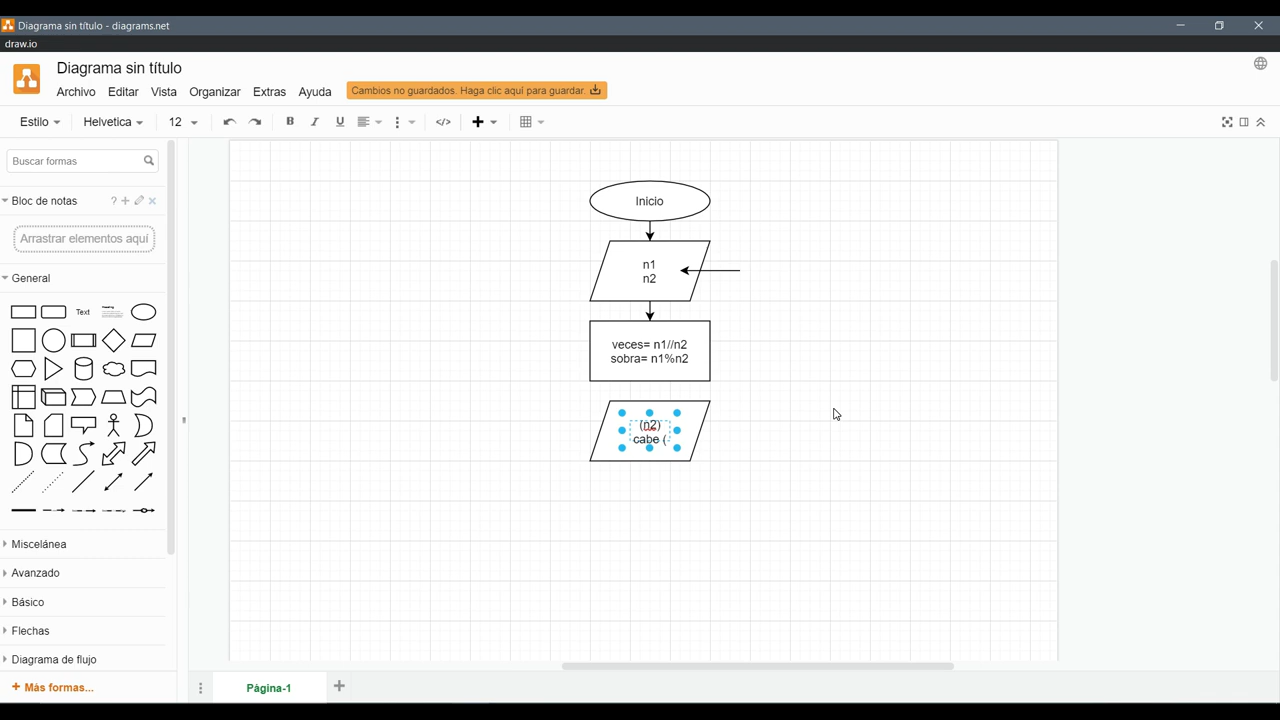 Diagrama sin título - diagrams.net
draw.io
Diagrama sin título
Archivo Editar Vista Organizar Extras Ayuda
Cambios no guardados. Haga clic aquí para guardar.
Estilo Helvetica 12
Buscar formas
Bloc de notas ?
Arrastrar elementos aquí
General
Text
Heading
Misceláneo
Avanzado
Básico
Flechas
Diagrama de flujo
+ Más formas...
Inicio
n1
n2
veces= n1//n2
sobra= n1%n2
(n2)
cabe (
Página-1